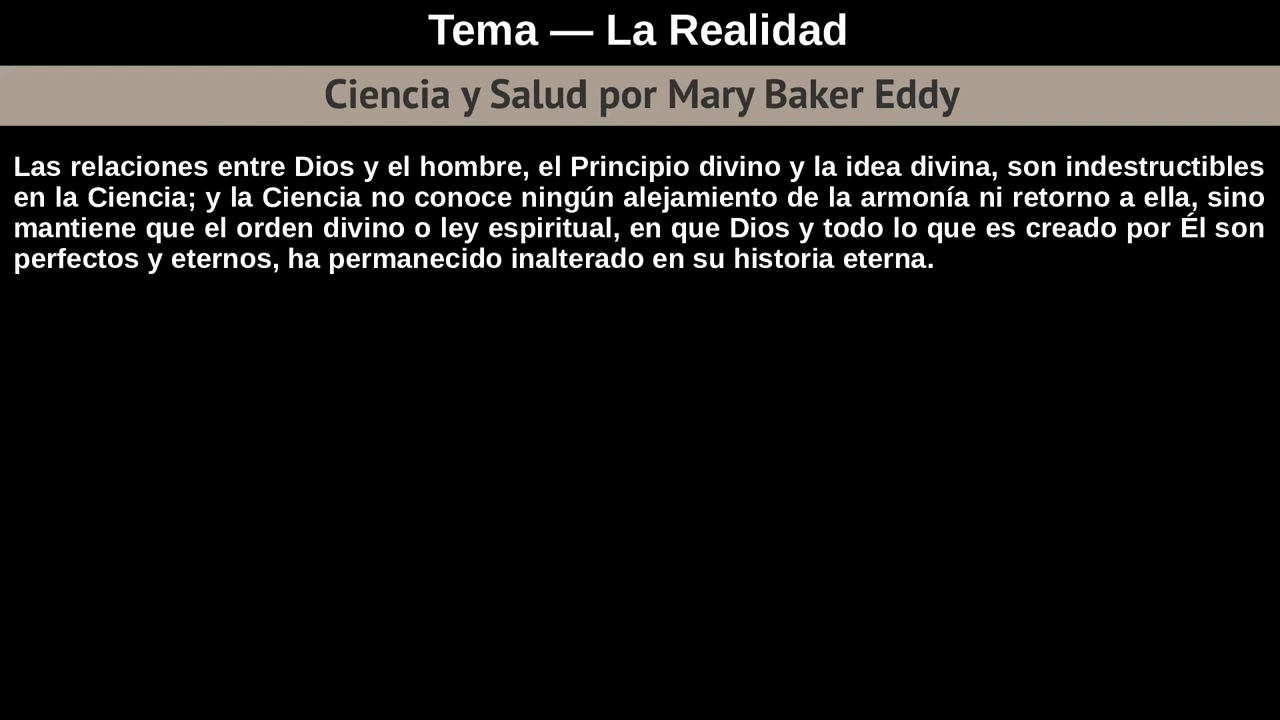 Tema — La Realidad
Ciencia y Salud por Mary Baker Eddy
Las relaciones entre Dios y el hombre, el Principio divino y la idea divina, son indestructibles
en la Ciencia; y la Ciencia no conoce ningún alejamiento de la armonía ni retorno a ella, sino
mantiene que el orden divino o ley espiritual, en que Dios y todo lo que es creado por Él son
perfectos y eternos, ha permanecido inalterado en su historia eterna.